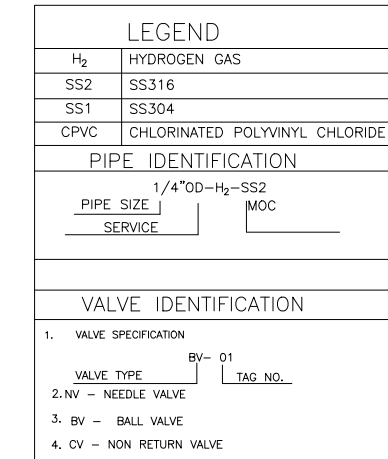 LEGEND
H₂ HYDROGEN GAS
SS2 SS316
SS1 SS304
CPVC CHLORINATED POLYVINYL CHLORIDE
PIPE IDENTIFICATION
1/4"OD-H₂-SS2
PIPE SIZE MOC
SERVICE
VALVE IDENTIFICATION
1. VALVE SPECIFICATION
BV- 01
VALVE TYPE TAG NO.
2. NV - NEEDLE VALVE
3. BV - BALL VALVE
4. CV - NON RETURN VALVE